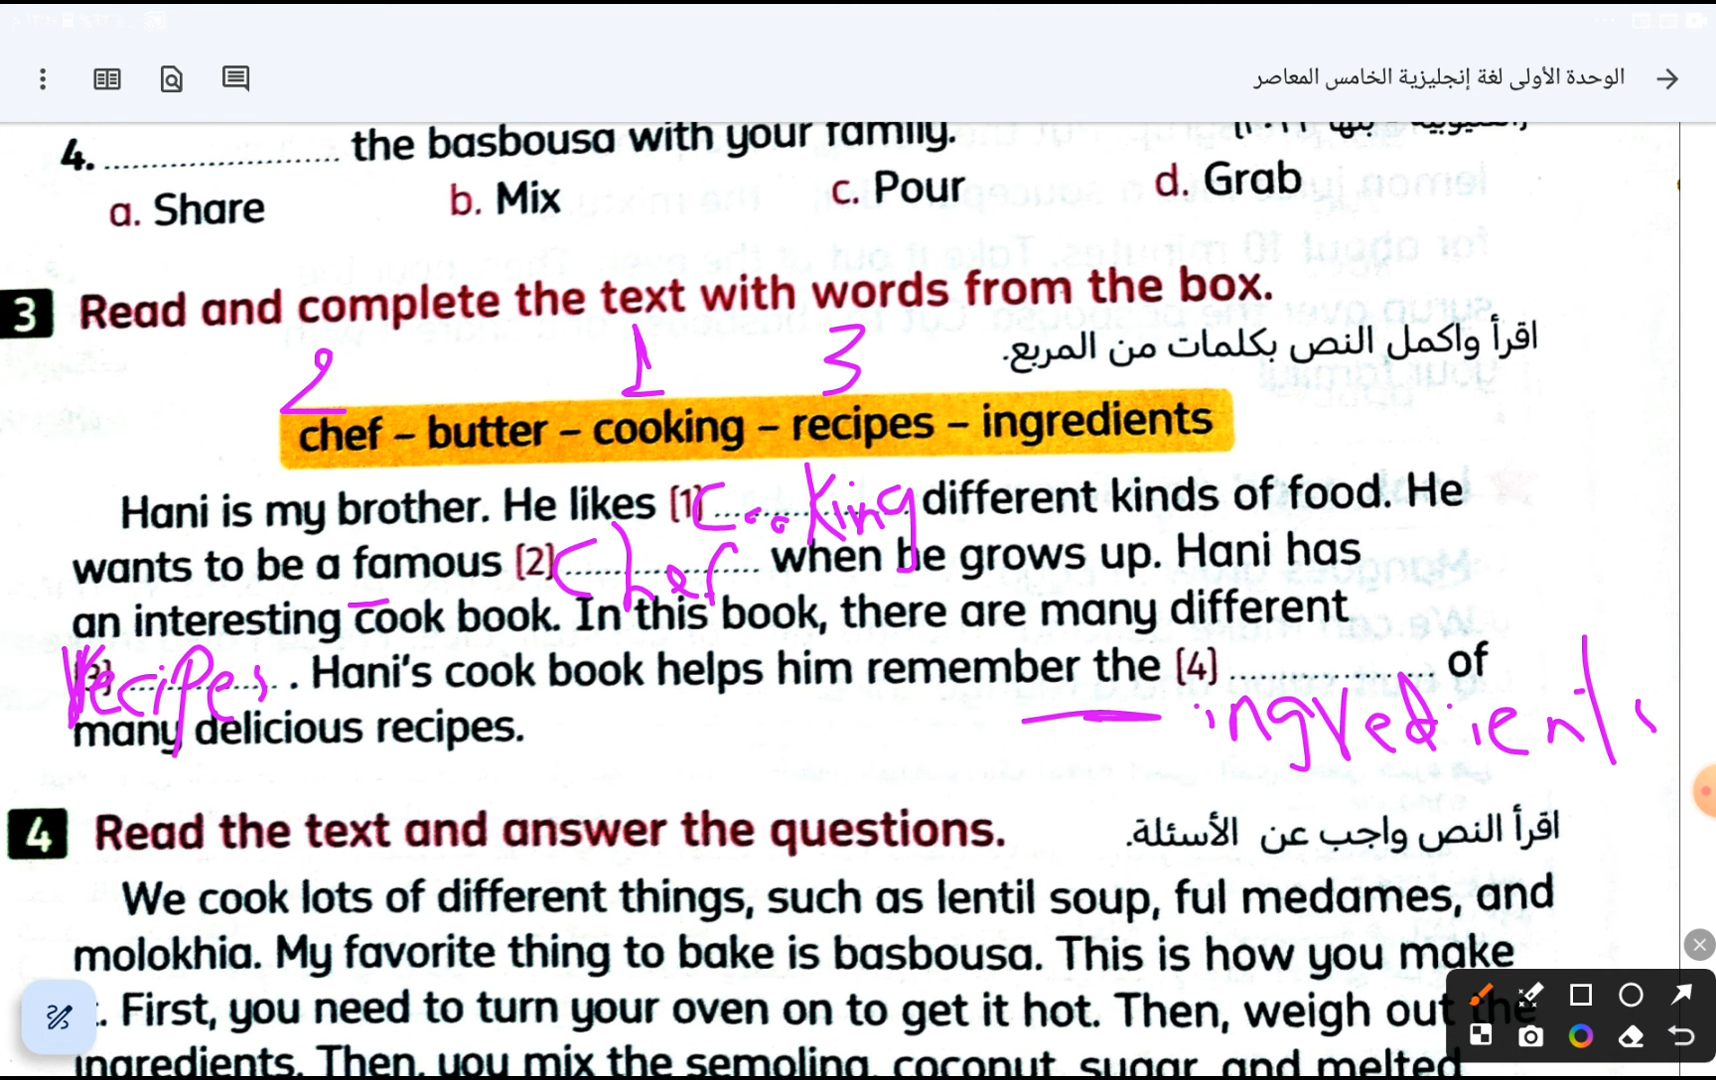 الوحدة الأولى لغة إنجليزية الخامس المعاصر
4. .................... the basbousa with your family.
a. Share b. Mix c. Pour d. Grab
3 Read and complete the text with words from the box.
اقرأ وأكمل النص بكلمات من المربع.
2 1 3
chef – butter – cooking – recipes – ingredients
Hani is my brother. He likes [1] cooking different kinds of food. He
wants to be a famous [2] chef when he grows up. Hani has
an interesting cook book. In this book, there are many different
recipes . Hani's cook book helps him remember the [4] .................... of
ingredients
many delicious recipes.
4 Read the text and answer the questions.
اقرأ النص واجب عن الأسئلة.
We cook lots of different things, such as lentil soup, ful medames, and
molokhia. My favorite thing to bake is basbousa. This is how you make
. First, you need to turn your oven on to get it hot. Then, weigh out the
ingredients. Then, you mix the semolina, coconut, sugar, and melted